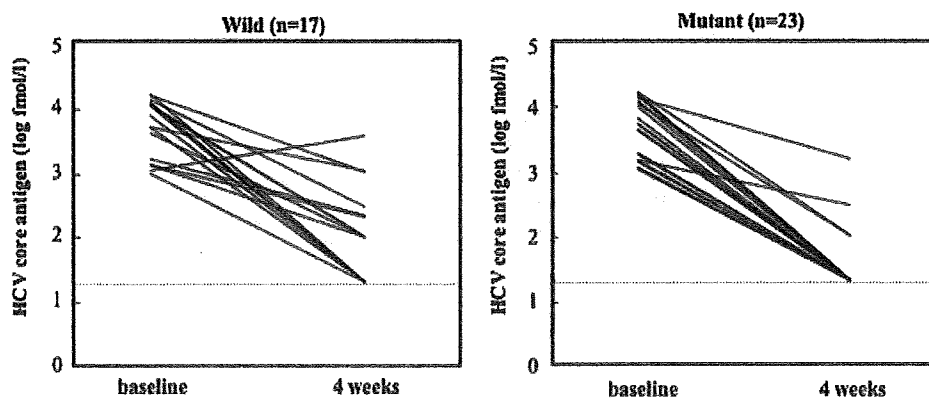 Wild (n=17)
HCV core antigen (log fmol/l)
5
4
3
2
1
0
baseline 4 weeks
Mutant (n=23)
HCV core antigen (log fmol/l)
5
4
3
2
1
0
baseline 4 weeks